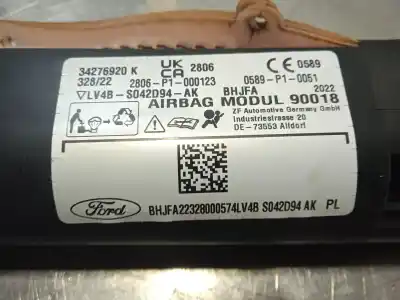 34276920 K
328/22
UK
CA
2806
2806-P1-000123
CE 0589
0589-P1-0051
LV4B-S042D94-AK
BHJFA
2022
AIRBAG MODUL 90018
ZF Automotive Germany GmbH
Industriestrasse 20
DE-73553 Alfdorf
Ford
BHJFA22328000574LV4B S042D94 AK PL